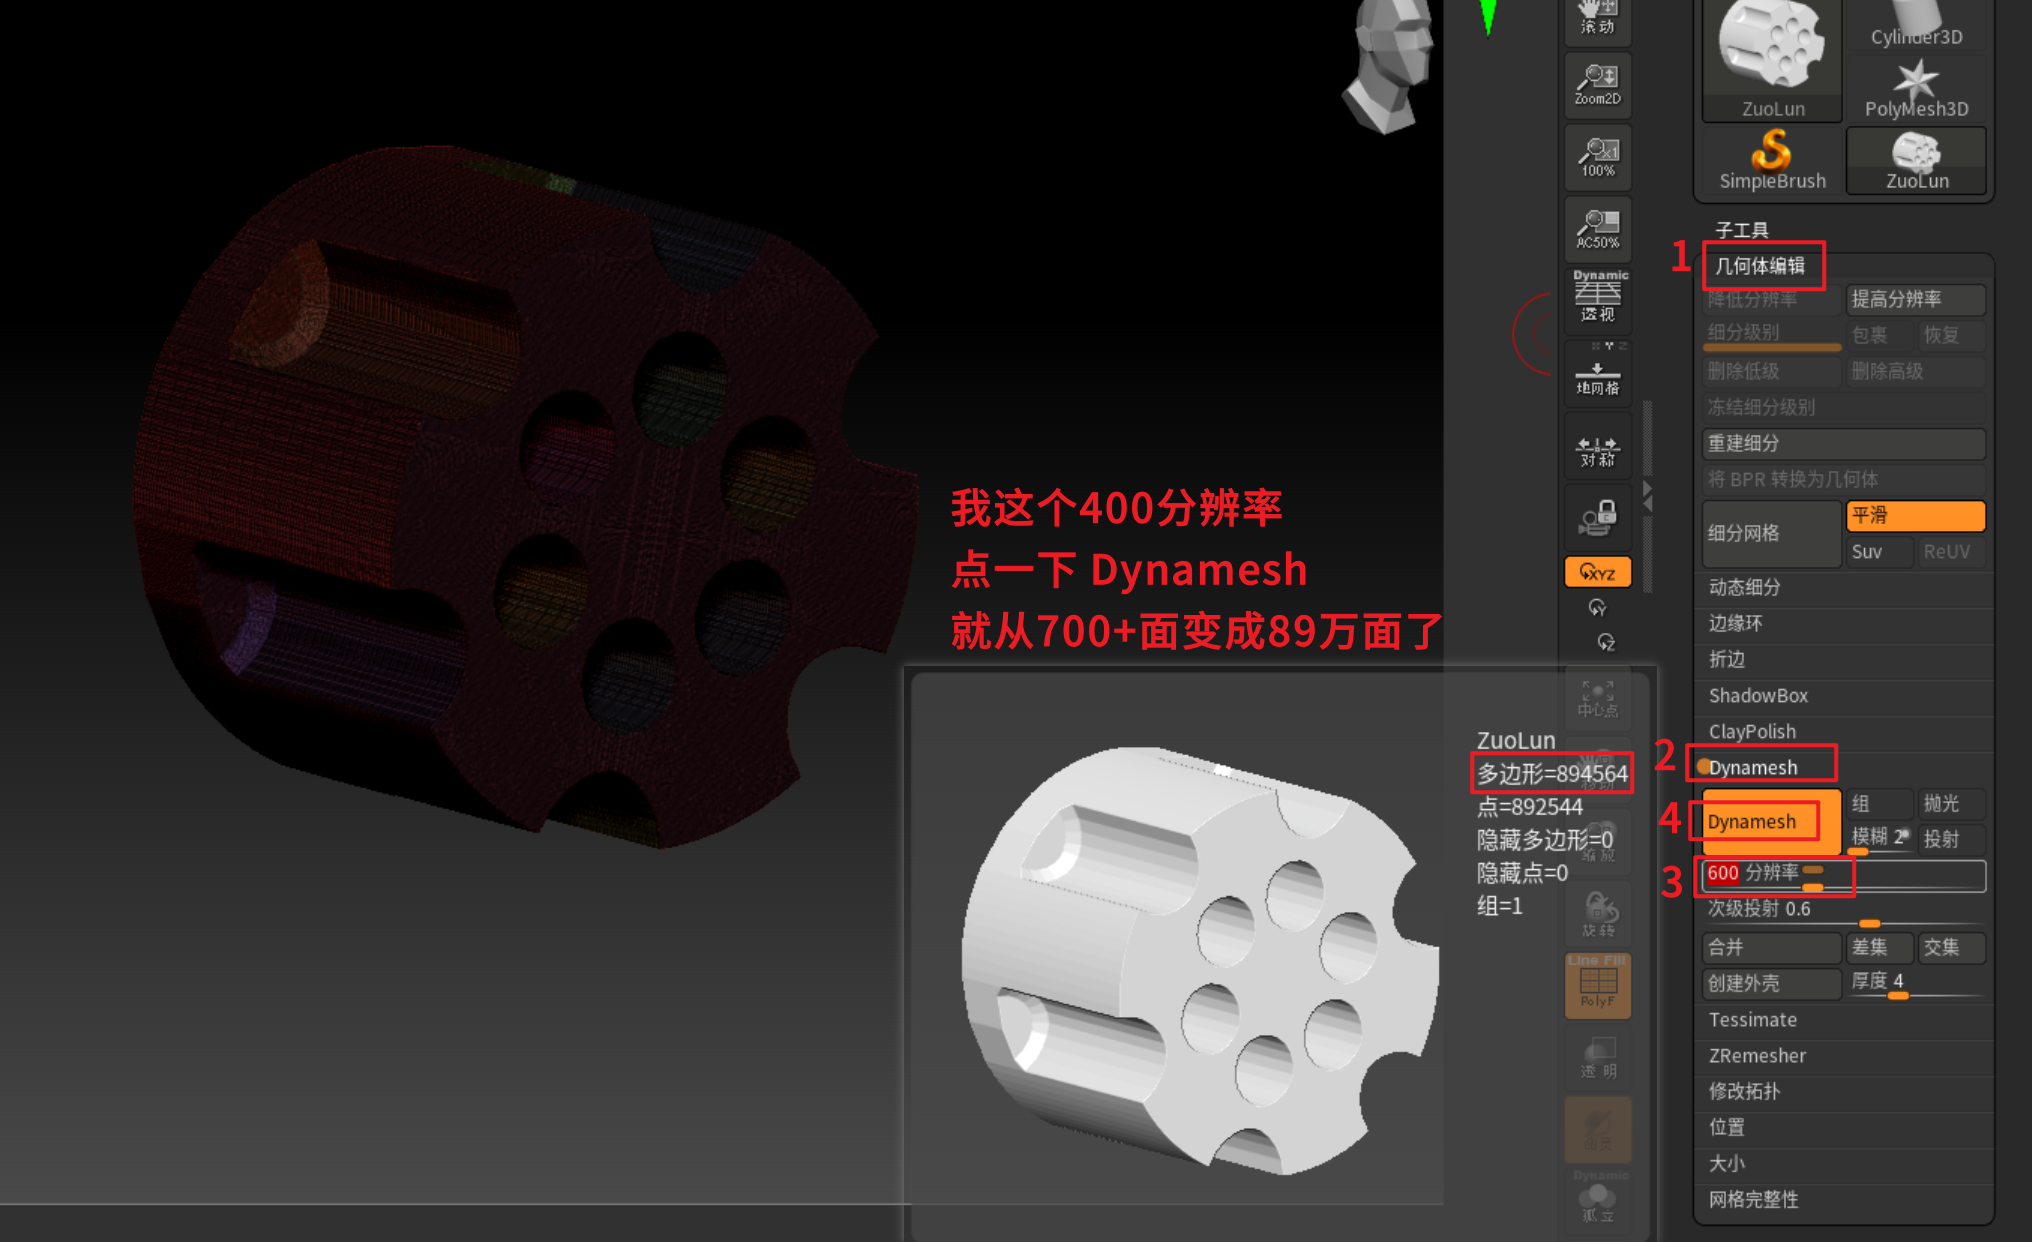 滚动
Zoom2D
100%
AC50%
Dynamic
透视
地网格
对称
XYZ
Y
Z
中心点
移动
缩放
旋转
Line Fill
PolyF
透明
Dynamic
孤立
Cylinder3D
ZuoLun
PolyMesh3D
SimpleBrush
ZuoLun
子工具
1
几何体编辑
降低分辨率
提高分辨率
细分级别
包裹
恢复
删除低级
删除高级
冻结细分级别
重建细分
将 BPR 转换为几何体
细分网格
平滑
Suv
ReUV
动态细分
边缘环
折边
ShadowBox
ClayPolish
2
Dynamesh
4
Dynamesh
组
抛光
模糊 2
投射
3
600 分辨率
次级投射 0.6
合并
差集
交集
创建外壳
厚度 4
Tessimate
ZRemesher
修改拓扑
位置
大小
网格完整性
我这个400分辨率
点一下 Dynamesh
就从700+面变成89万面了
ZuoLun
多边形=894564
点=892544
隐藏多边形=0
隐藏点=0
组=1